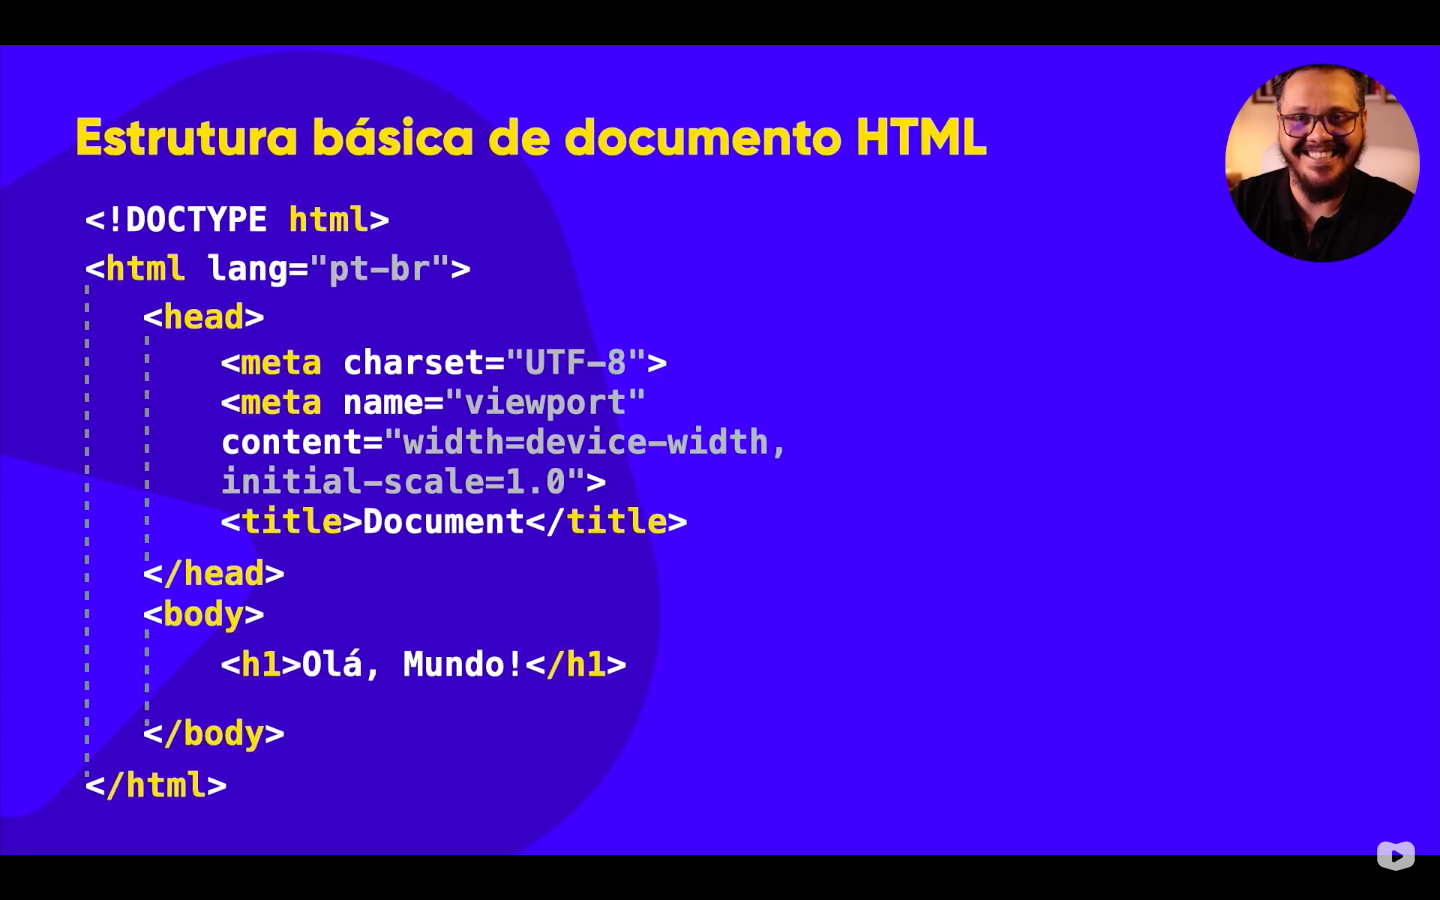 Estrutura básica de documento HTML
<!DOCTYPE html>
<html lang="pt-br">
<head>
<meta charset="UTF-8">
<meta name="viewport"
content="width=device-width,
initial-scale=1.0">
<title>Document</title>
</head>
<body>
<h1>Olá, Mundo!</h1>
</body>
</html>